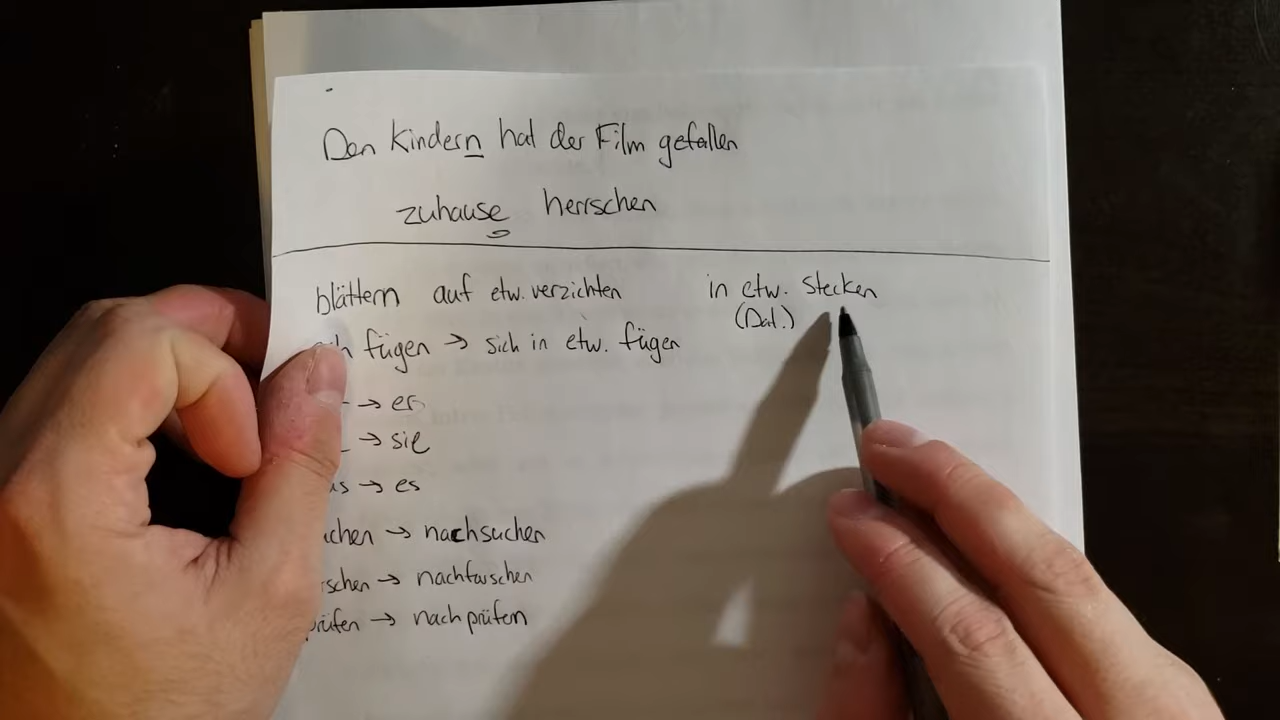 Den Kindern hat der Film gefallen
zuhause herrschen
blättern auf etw. verzichten in etw. stecken
(Dat.)
fügen → sich in etw. fügen
→ er
→ sie
→ es
→ nachsuchen
→ nachforschen
prüfen → nachprüfen